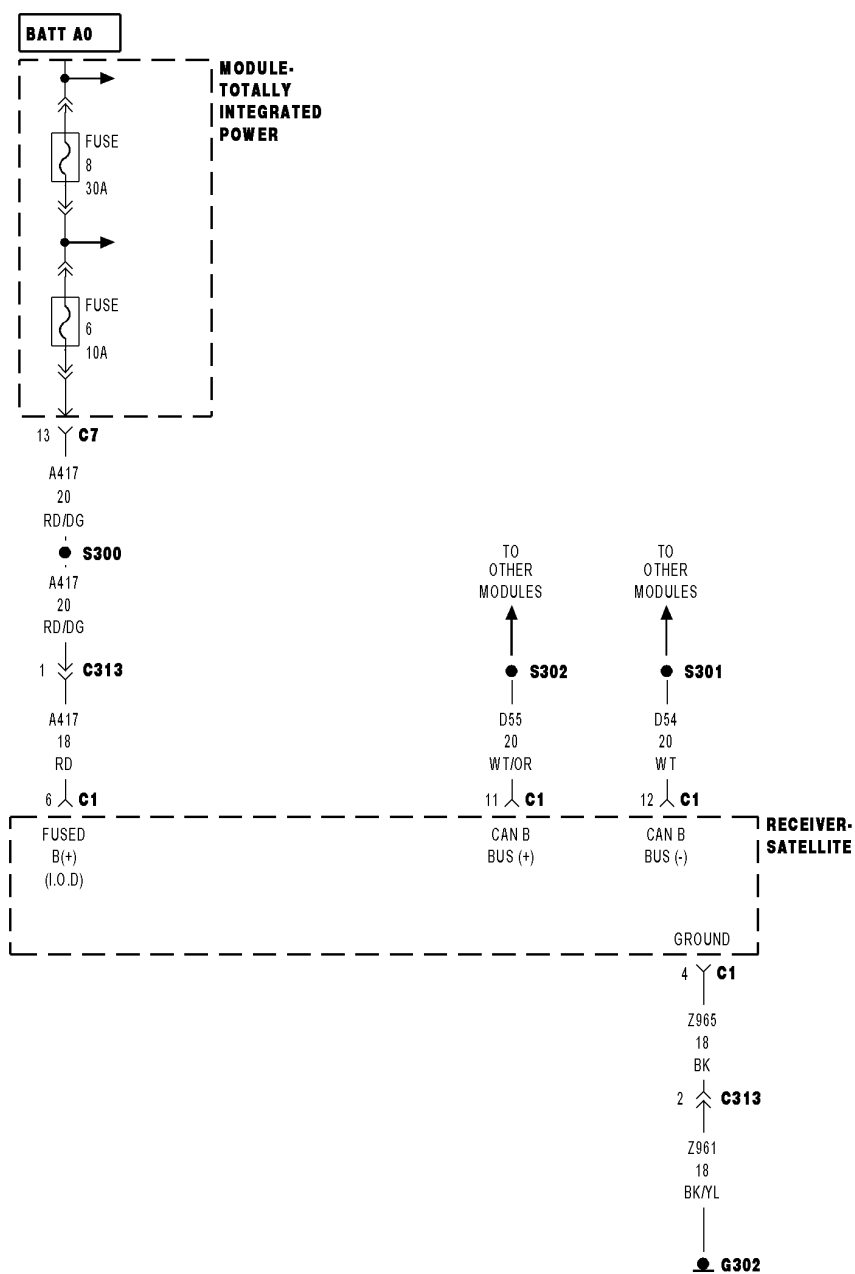 BATT A0
MODULE-
TOTALLY
INTEGRATED
POWER
FUSE
8
30A
FUSE
6
10A
13 C7
A417
20
RD/DG
S300
A417
20
RD/DG
1 C313
A417
18
RD
6 C1
TO
OTHER
MODULES
S302
D55
20
WT/OR
11 C1
TO
OTHER
MODULES
S301
D54
20
WT
12 C1
RECEIVER-
SATELLITE
FUSED
B(+)
(I.O.D)
CAN B
BUS (+)
CAN B
BUS (-)
GROUND
4 C1
Z965
18
BK
2 C313
Z961
18
BK/YL
G302